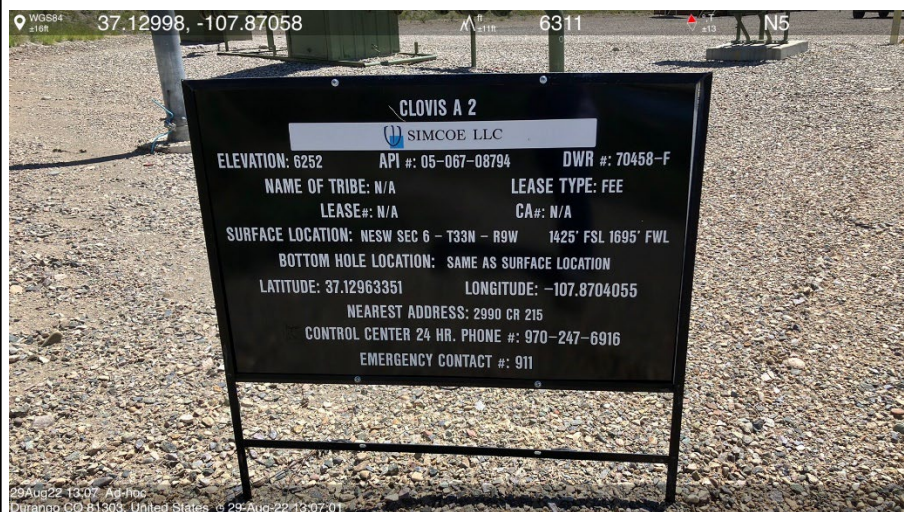 WGS84 37.12998, -107.87058 ft 6311 T N5
±16ft ±11ft ±13
CLOVIS A 2
SIMCOE LLC
ELEVATION: 6252 API #: 05-067-08794 DWR #: 70458-F
NAME OF TRIBE: N/A LEASE TYPE: FEE
LEASE#: N/A CA#: N/A
SURFACE LOCATION: NESW SEC 6 - T33N - R9W 1425' FSL 1695' FWL
BOTTOM HOLE LOCATION: SAME AS SURFACE LOCATION
LATITUDE: 37.12963351 LONGITUDE: -107.8704055
NEAREST ADDRESS: 2990 CR 215
CONTROL CENTER 24 HR. PHONE #: 970-247-6916
EMERGENCY CONTACT #: 911
29Aug22 13:07 Ad-hoc
Durango CO 81303, United States 29-Aug-22 13:07:01